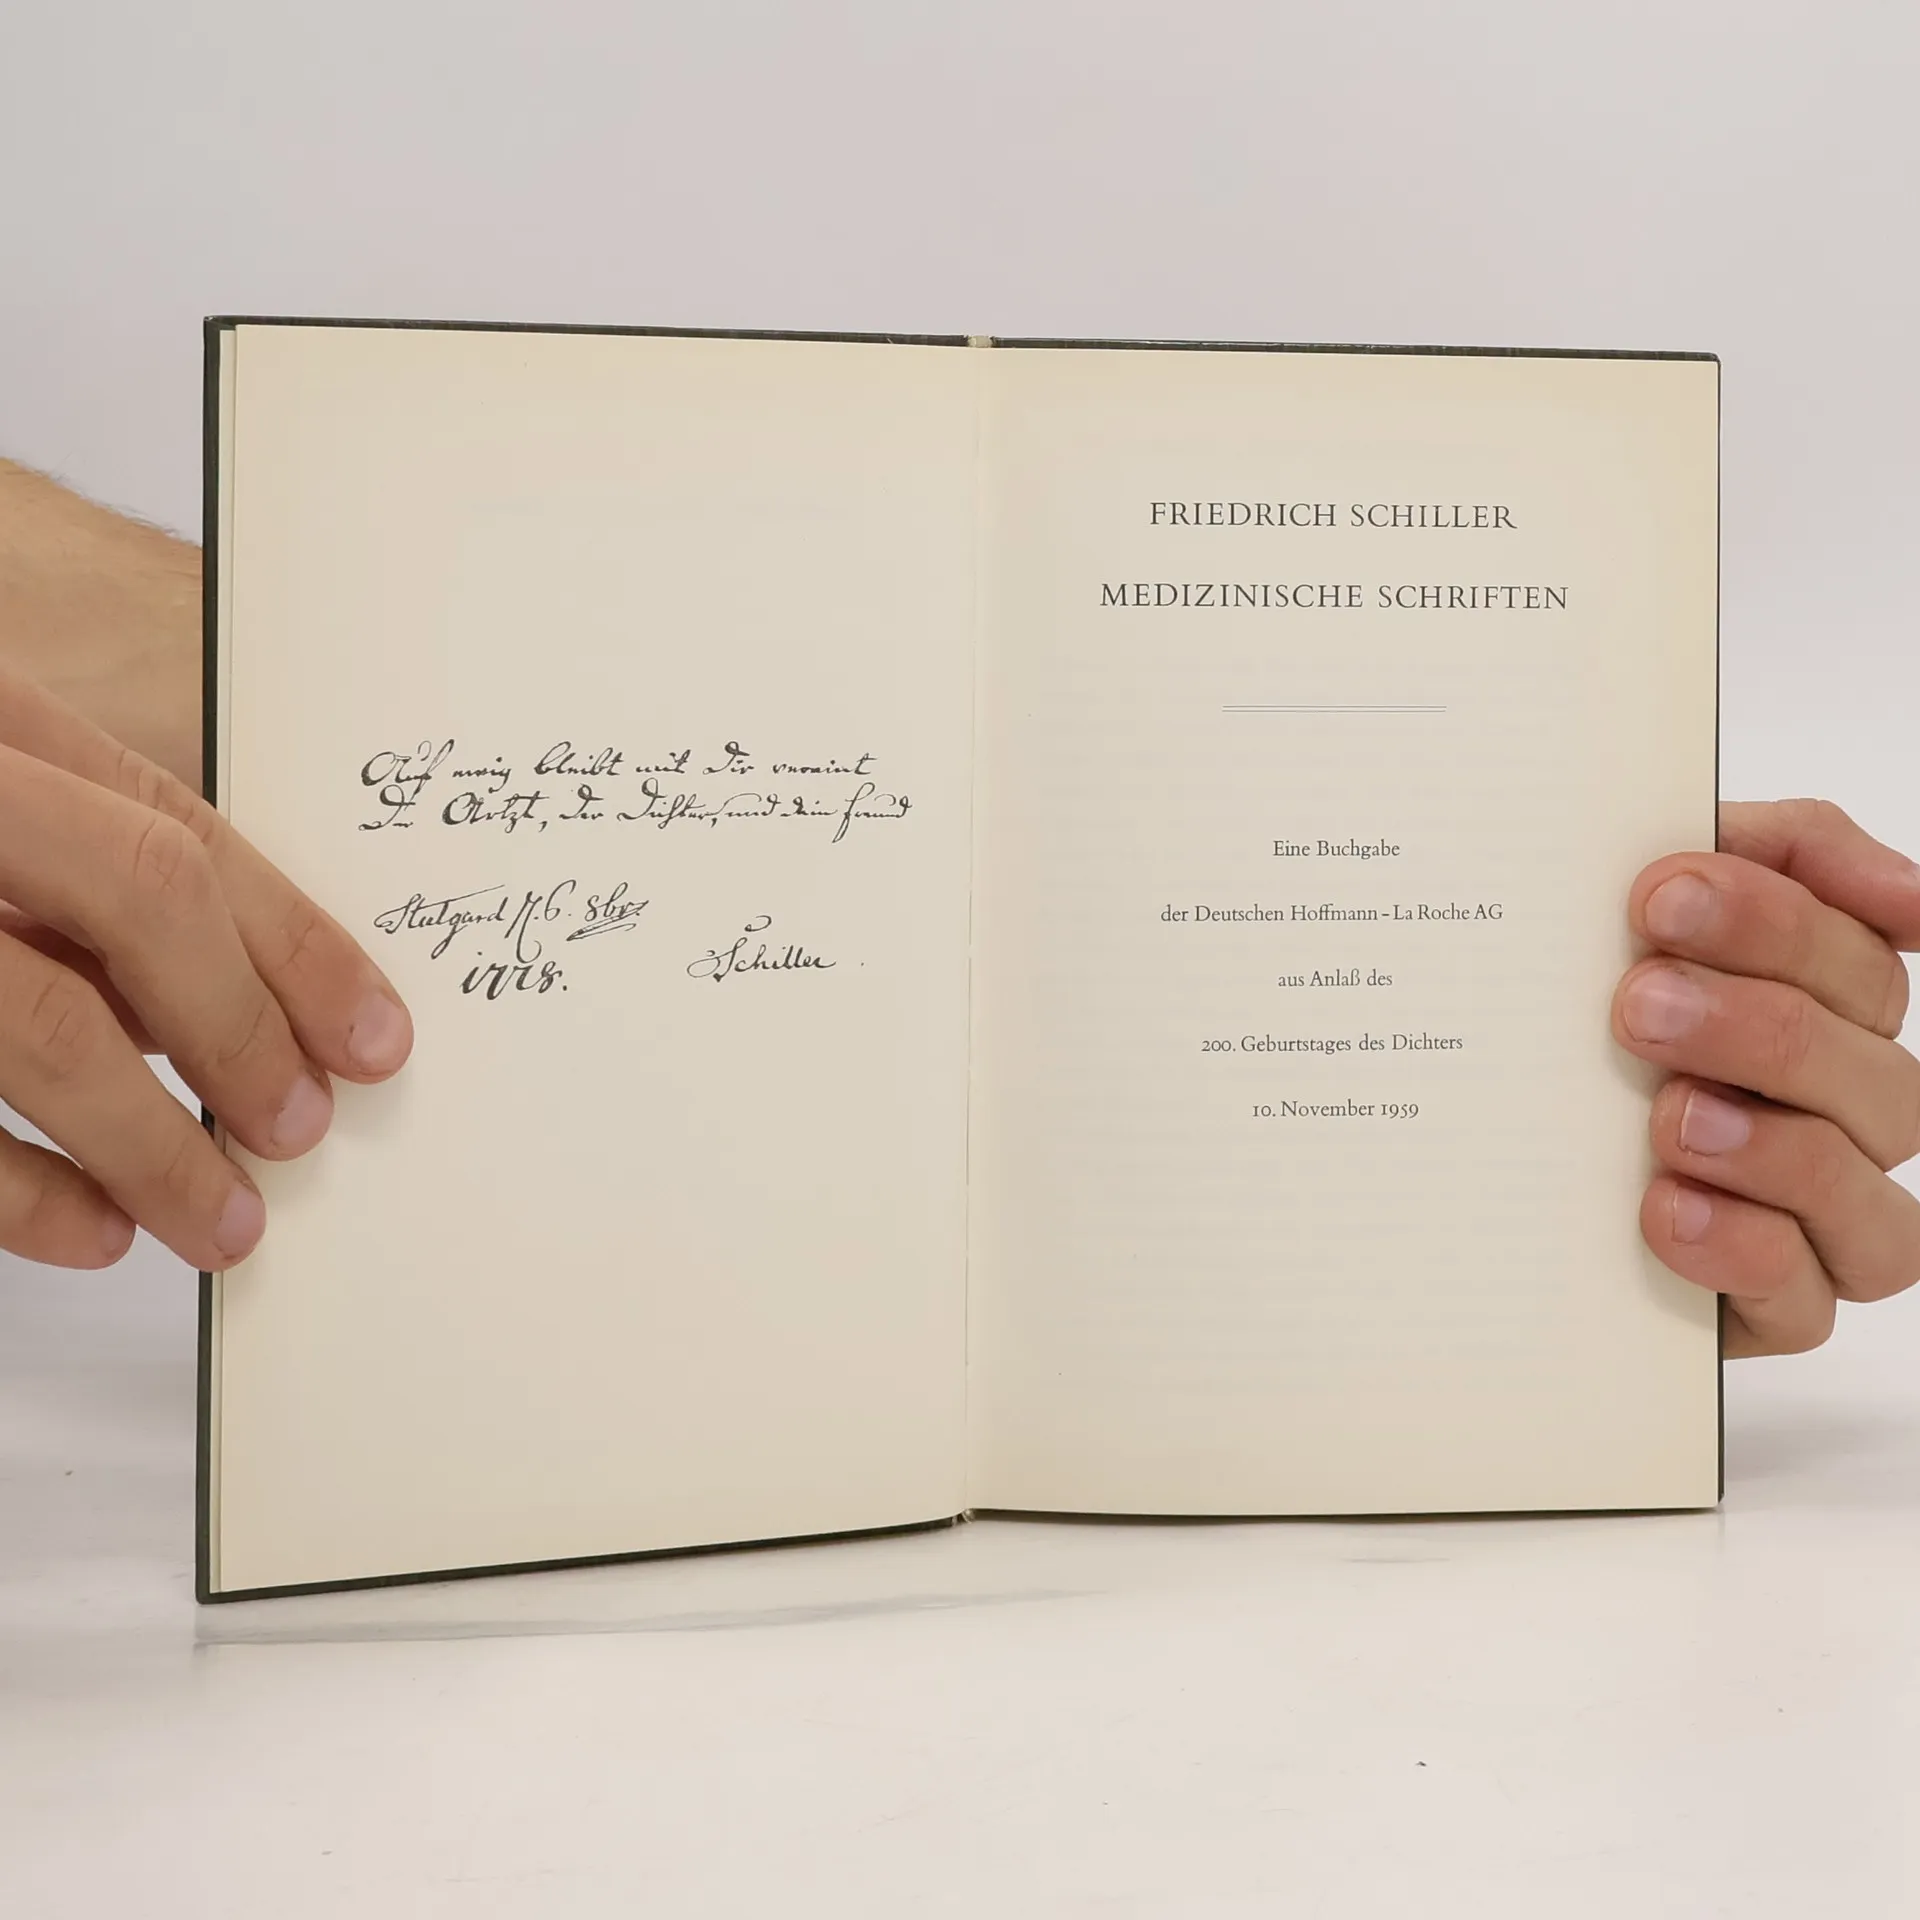 Auf ewig bleibt mit Dir vereint
Der Artzt, der Dichter, und dein Freund
Stutgard 6. 8br.
1778.
Schiller.
FRIEDRICH SCHILLER
MEDIZINISCHE SCHRIFTEN
Eine Buchgabe
der Deutschen Hoffmann-La Roche AG
aus Anlaß des
200. Geburtstages des Dichters
10. November 1959